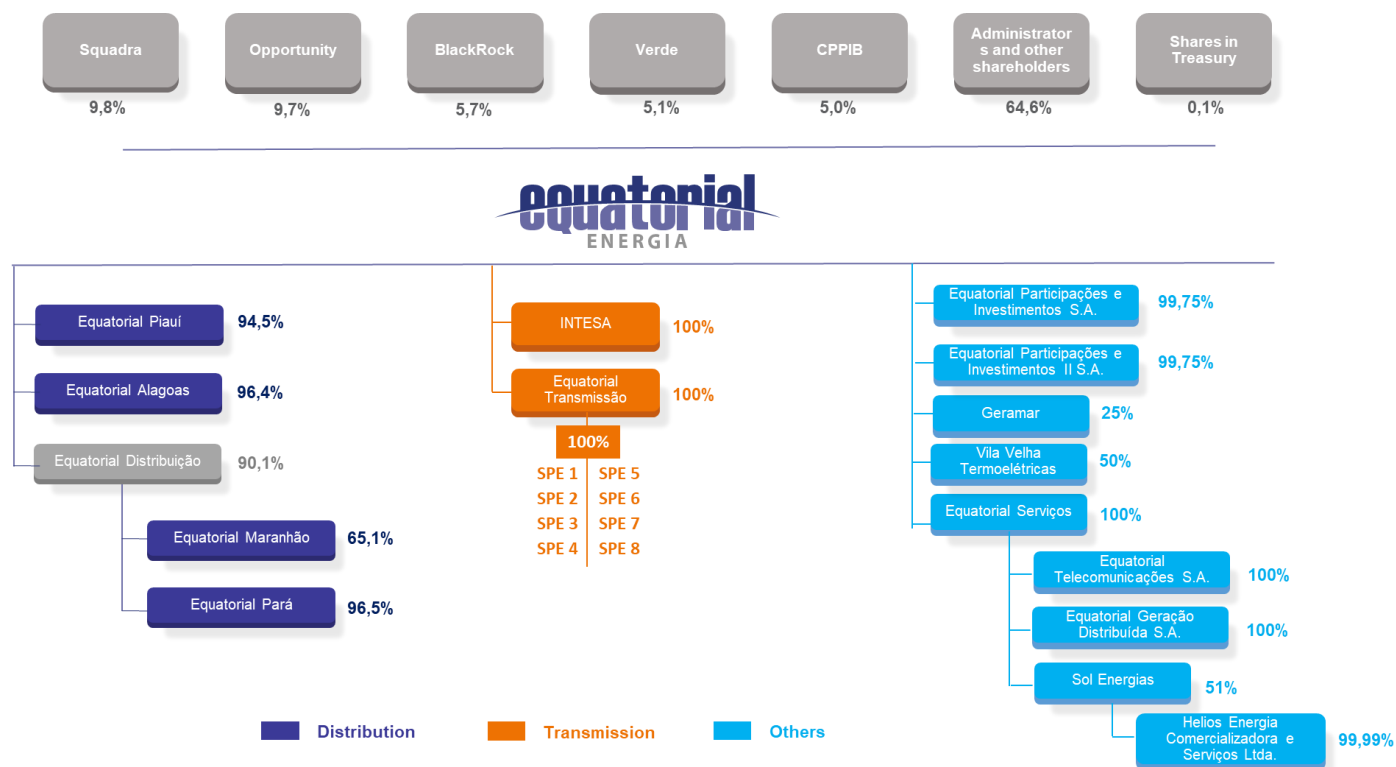 Squadra
Opportunity
BlackRock
Verde
CPPIB
Administrator
s and other
shareholders
Shares in
Treasury
9,8%
9,7%
5,7%
5,1%
5,0%
64,6%
0,1%
equatorial
ENERGIA
Equatorial Piauí
94,5%
Equatorial Alagoas
96,4%
Equatorial Distribuição
90,1%
Equatorial Maranhão
65,1%
Equatorial Pará
96,5%
INTESA
100%
Equatorial
Transmissão
100%
100%
SPE 1 SPE 5
SPE 2 SPE 6
SPE 3 SPE 7
SPE 4 SPE 8
Equatorial Participações e
Investimentos S.A.
99,75%
Equatorial Participações e
Investimentos II S.A.
99,75%
Geramar
25%
Vila Velha
Termoelétricas
50%
Equatorial Serviços
100%
Equatorial
Telecomunicações S.A.
100%
Equatorial Geração
Distribuída S.A.
100%
Sol Energias
51%
Helios Energia
Comercializadora e
Serviços Ltda.
99,99%
Distribution
Transmission
Others